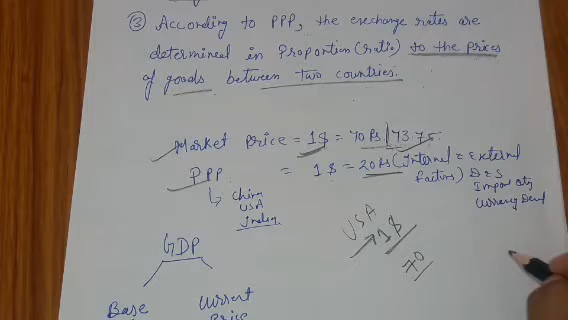 ③ According to PPP, the exchange rates are
determined in Proportion (ratio) to the prices
of goods between two countries.
Market price = 1$ = 70 Rs | 73.75
PPP = 1$ = 20 Rs (Internal = External
factors) D = S
China
USA
India
Import
Currency
USA
1$
70
GDP
Base
Current
Price